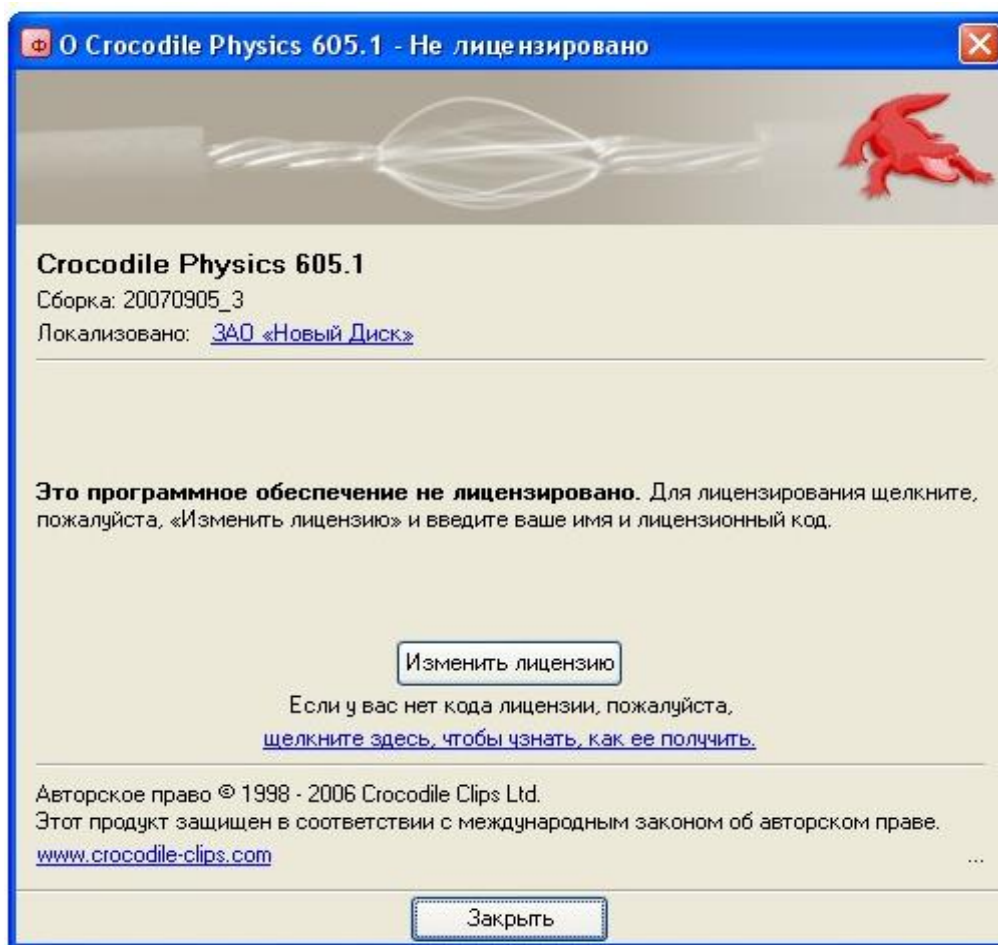 Ф О Crocodile Physics 605.1 - Не лицензировано
Crocodile Physics 605.1
Сборка: 20070905_3
Локализовано: ЗАО «Новый Диск»
Это программное обеспечение не лицензировано. Для лицензирования щелкните,
пожалуйста, «Изменить лицензию» и введите ваше имя и лицензионный код.
Изменить лицензию
Если у вас нет кода лицензии, пожалуйста,
щелкните здесь, чтобы узнать, как ее получить.
Авторское право © 1998 - 2006 Crocodile Clips Ltd.
Этот продукт защищен в соответствии с международным законом об авторском праве.
www.crocodile-clips.com ...
Закрыть